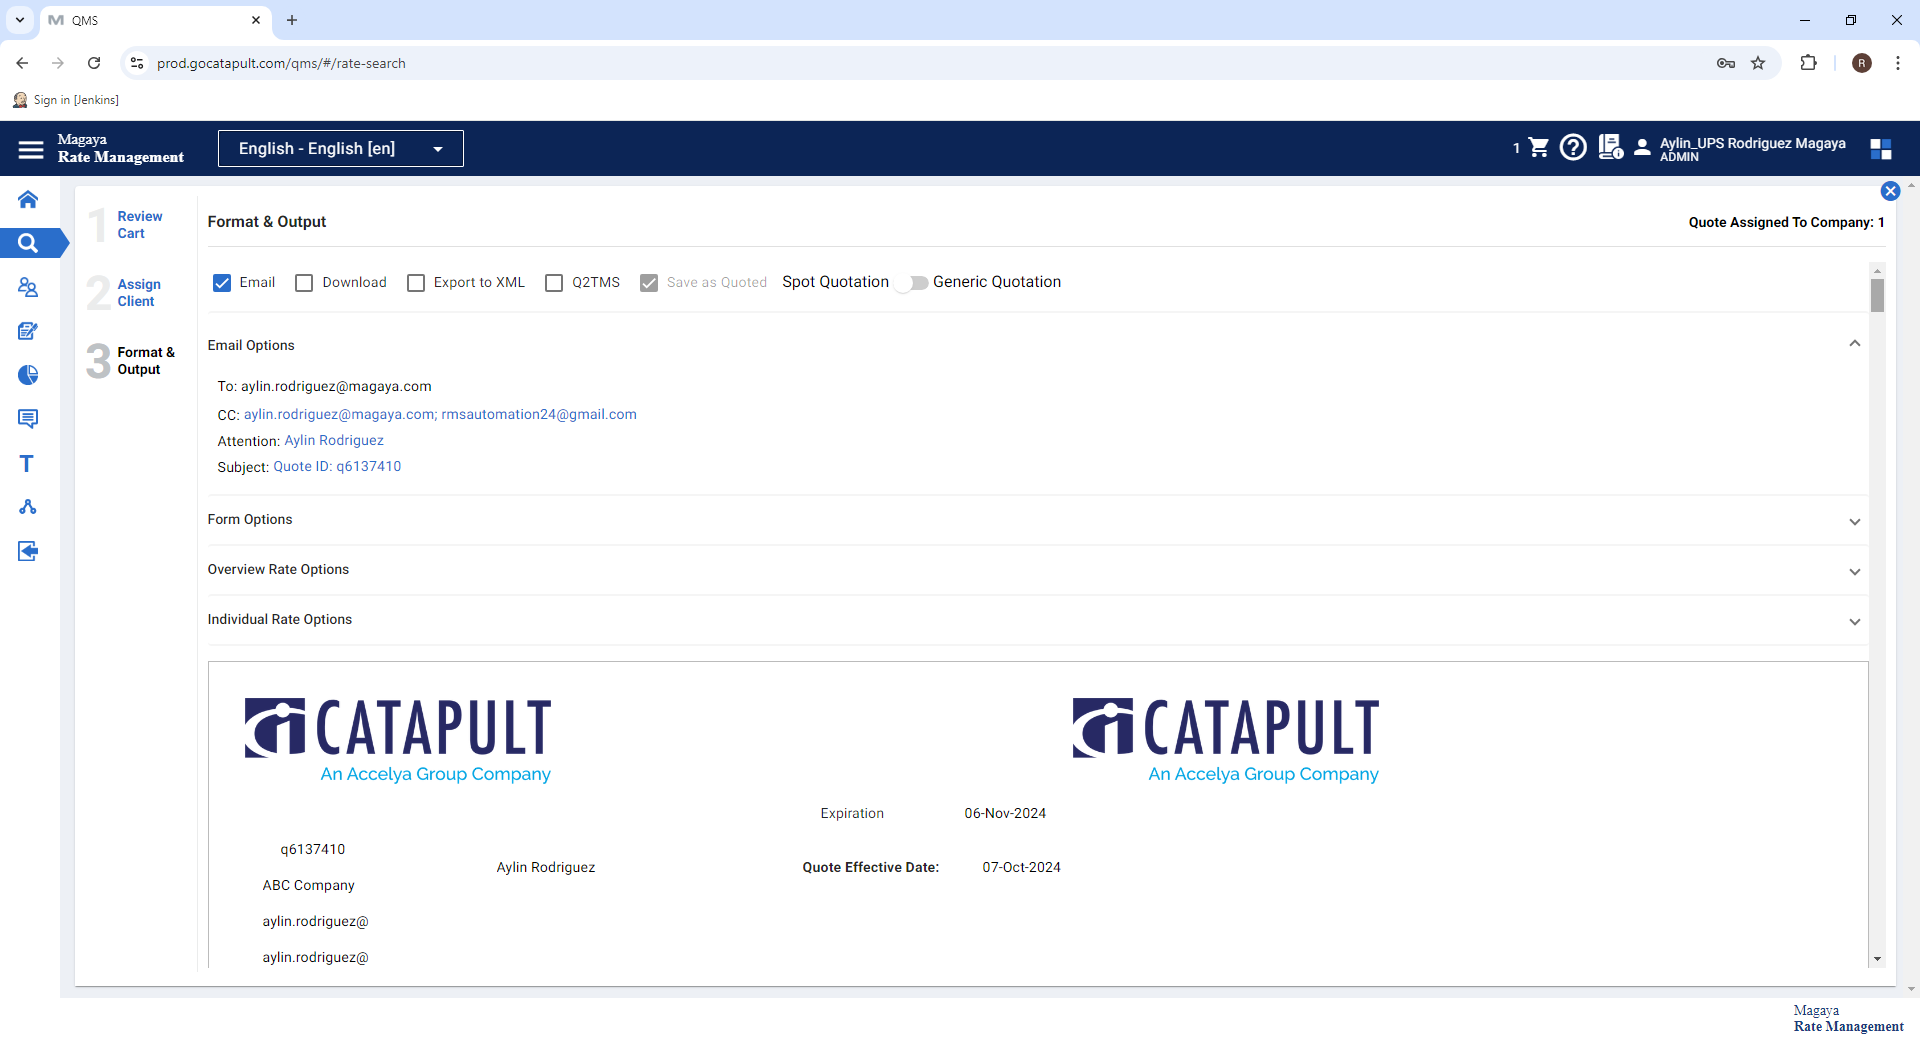 QMS
prod.gocatapult.com/qms/#/rate-search
R
Sign in [Jenkins]
Magaya
Rate Management
English - English [en]
1
Aylin_UPS Rodriguez Magaya
ADMIN
1 Review Cart
2 Assign Client
3 Format & Output
Format & Output
Quote Assigned To Company: 1
Email
Download
Export to XML
Q2TMS
Save as Quoted
Spot Quotation
Generic Quotation
Email Options
To: aylin.rodriguez@magaya.com
CC: aylin.rodriguez@magaya.com; rmsautomation24@gmail.com
Attention: Aylin Rodriguez
Subject: Quote ID: q6137410
Form Options
Overview Rate Options
Individual Rate Options
CATAPULT
An Accelya Group Company
CATAPULT
An Accelya Group Company
Expiration 06-Nov-2024
q6137410
Aylin Rodriguez
Quote Effective Date: 07-Oct-2024
ABC Company
aylin.rodriguez@
aylin.rodriguez@
Magaya
Rate Management